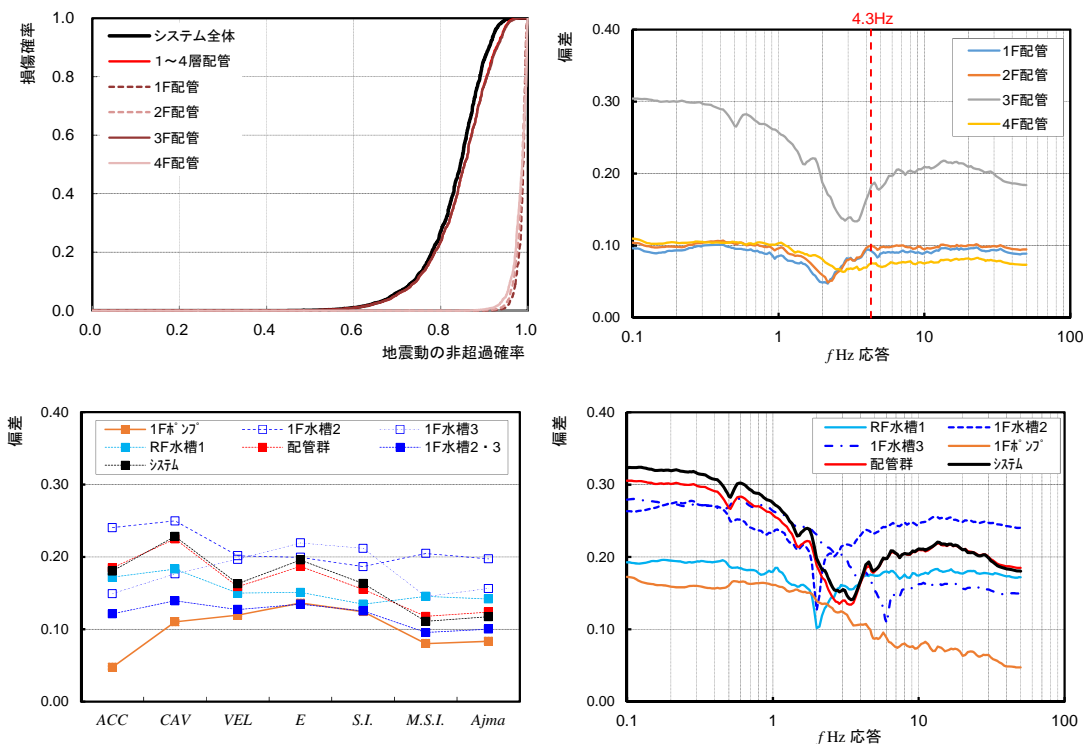 損傷確率
1.0
0.8
0.6
0.4
0.2
0.0
システム全体
1～4層配管
1F配管
2F配管
3F配管
4F配管
0.0 0.2 0.4 0.6 0.8 1.0
地震動の非超過確率
4.3Hz
偏差
0.40
0.30
0.20
0.10
0.00
1F配管
2F配管
3F配管
4F配管
0.1 1 10 100
f Hz 応答
偏差
0.40
0.30
0.20
0.10
0.00
1Fポンプ 1F水槽2 1F水槽3
RF水槽1 配管群 1F水槽2・3
システム
ACC CAV VEL E S.I. M.S.I. Ajma
偏差
0.40
0.30
0.20
0.10
0.00
RF水槽1 1F水槽2
1F水槽3 1Fポンプ
配管群 システム
0.1 1 10 100
f Hz 応答